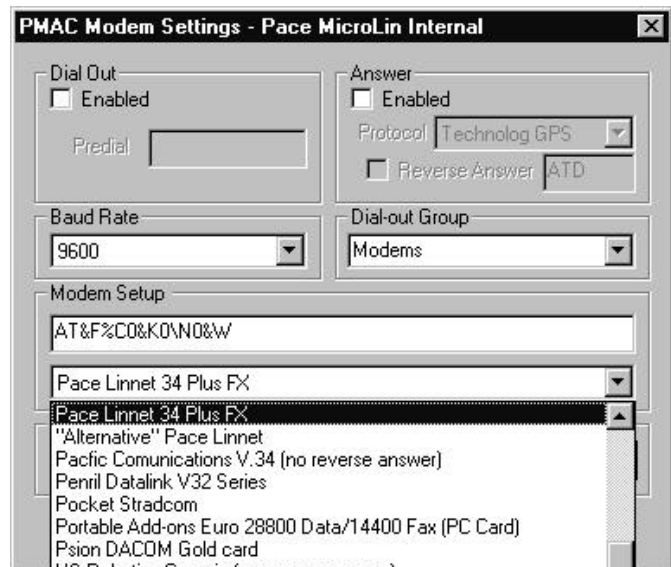 PMAC Modem Settings - Pace MicroLin Internal
Dial Out
Enabled
Predial
Answer
Enabled
Protocol Technolog GPS
Reverse Answer ATD
Baud Rate
9600
Dial-out Group
Modems
Modem Setup
AT&F%C0&K0\N0&W
Pace Linnet 34 Plus FX
Pace Linnet 34 Plus FX
"Alternative" Pace Linnet
Pacfic Comunications V.34 (no reverse answer)
Penril Datalink V32 Series
Pocket Stradcom
Portable Add-ons Euro 28800 Data/14400 Fax (PC Card)
Psion DACOM Gold card